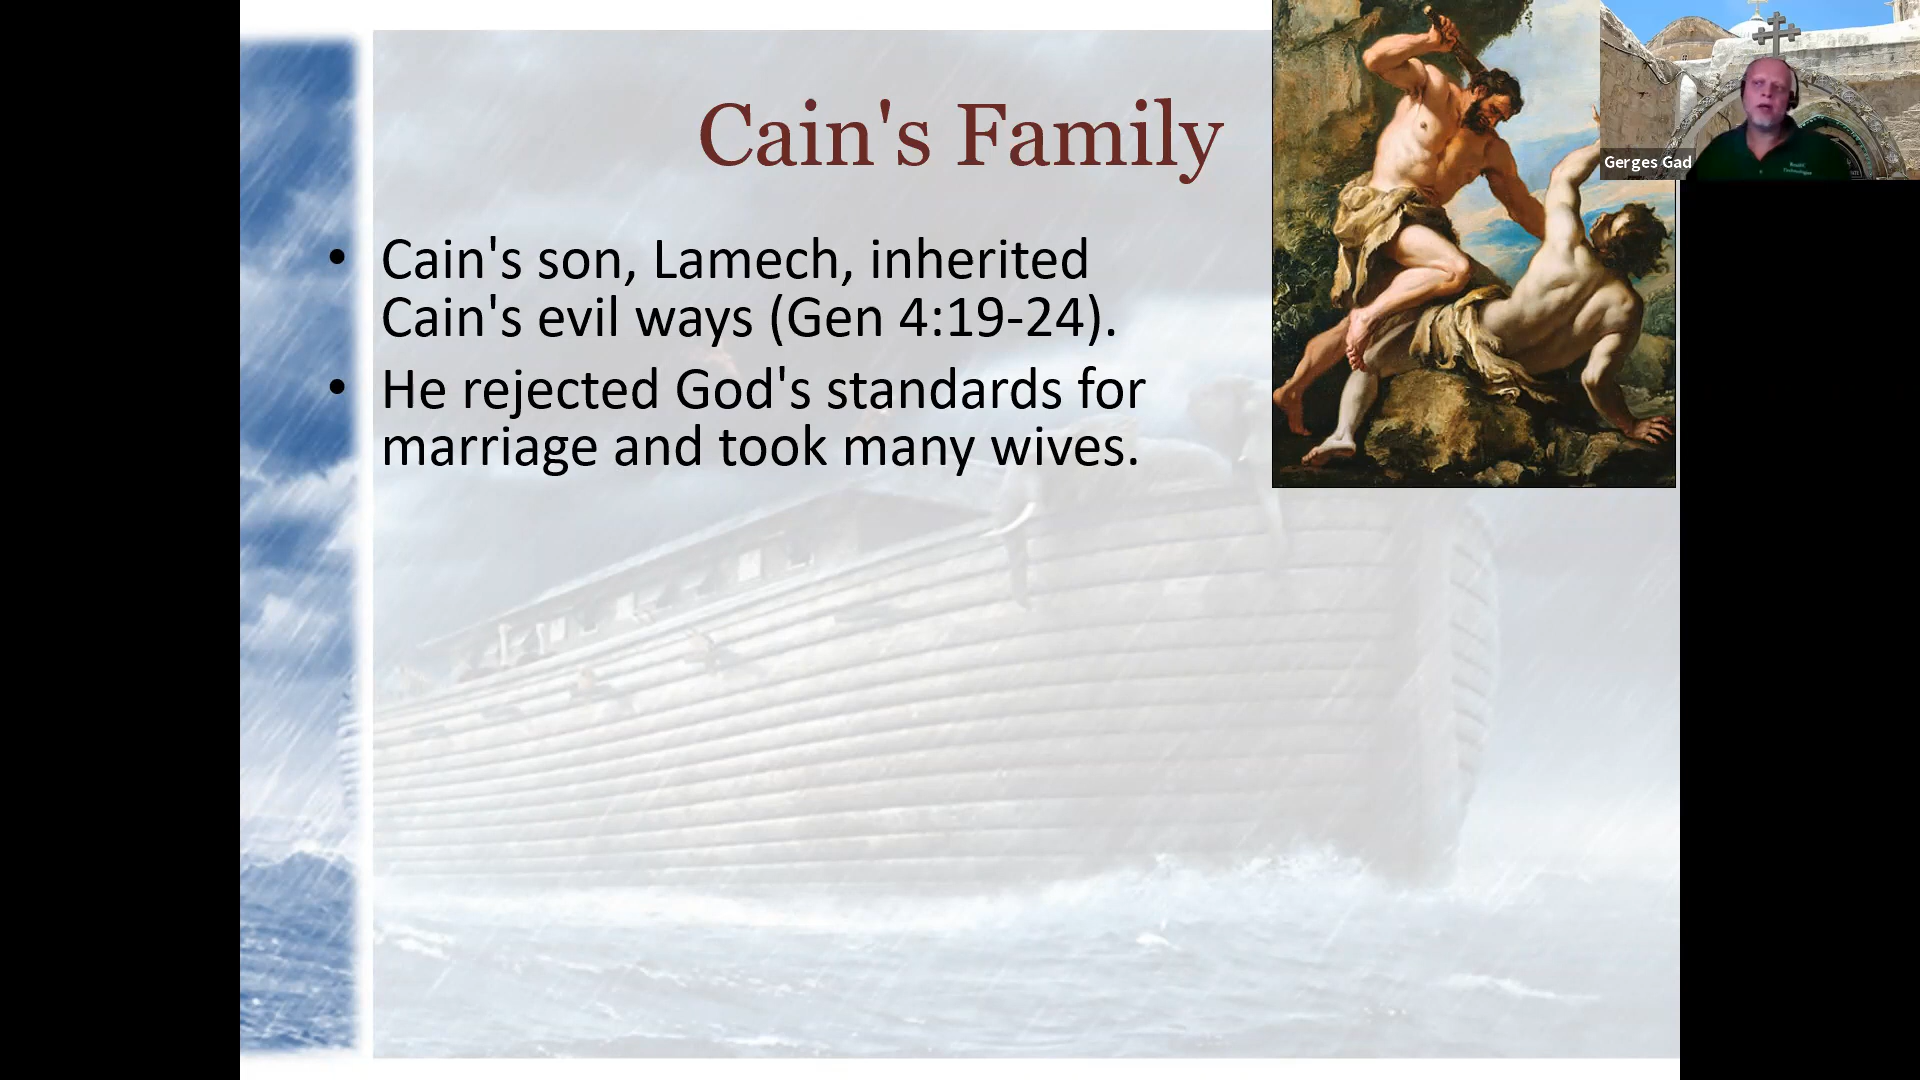 Cain's Family
• Cain's son, Lamech, inherited
Cain's evil ways (Gen 4:19-24).
• He rejected God's standards for
marriage and took many wives.
Gerges Gad